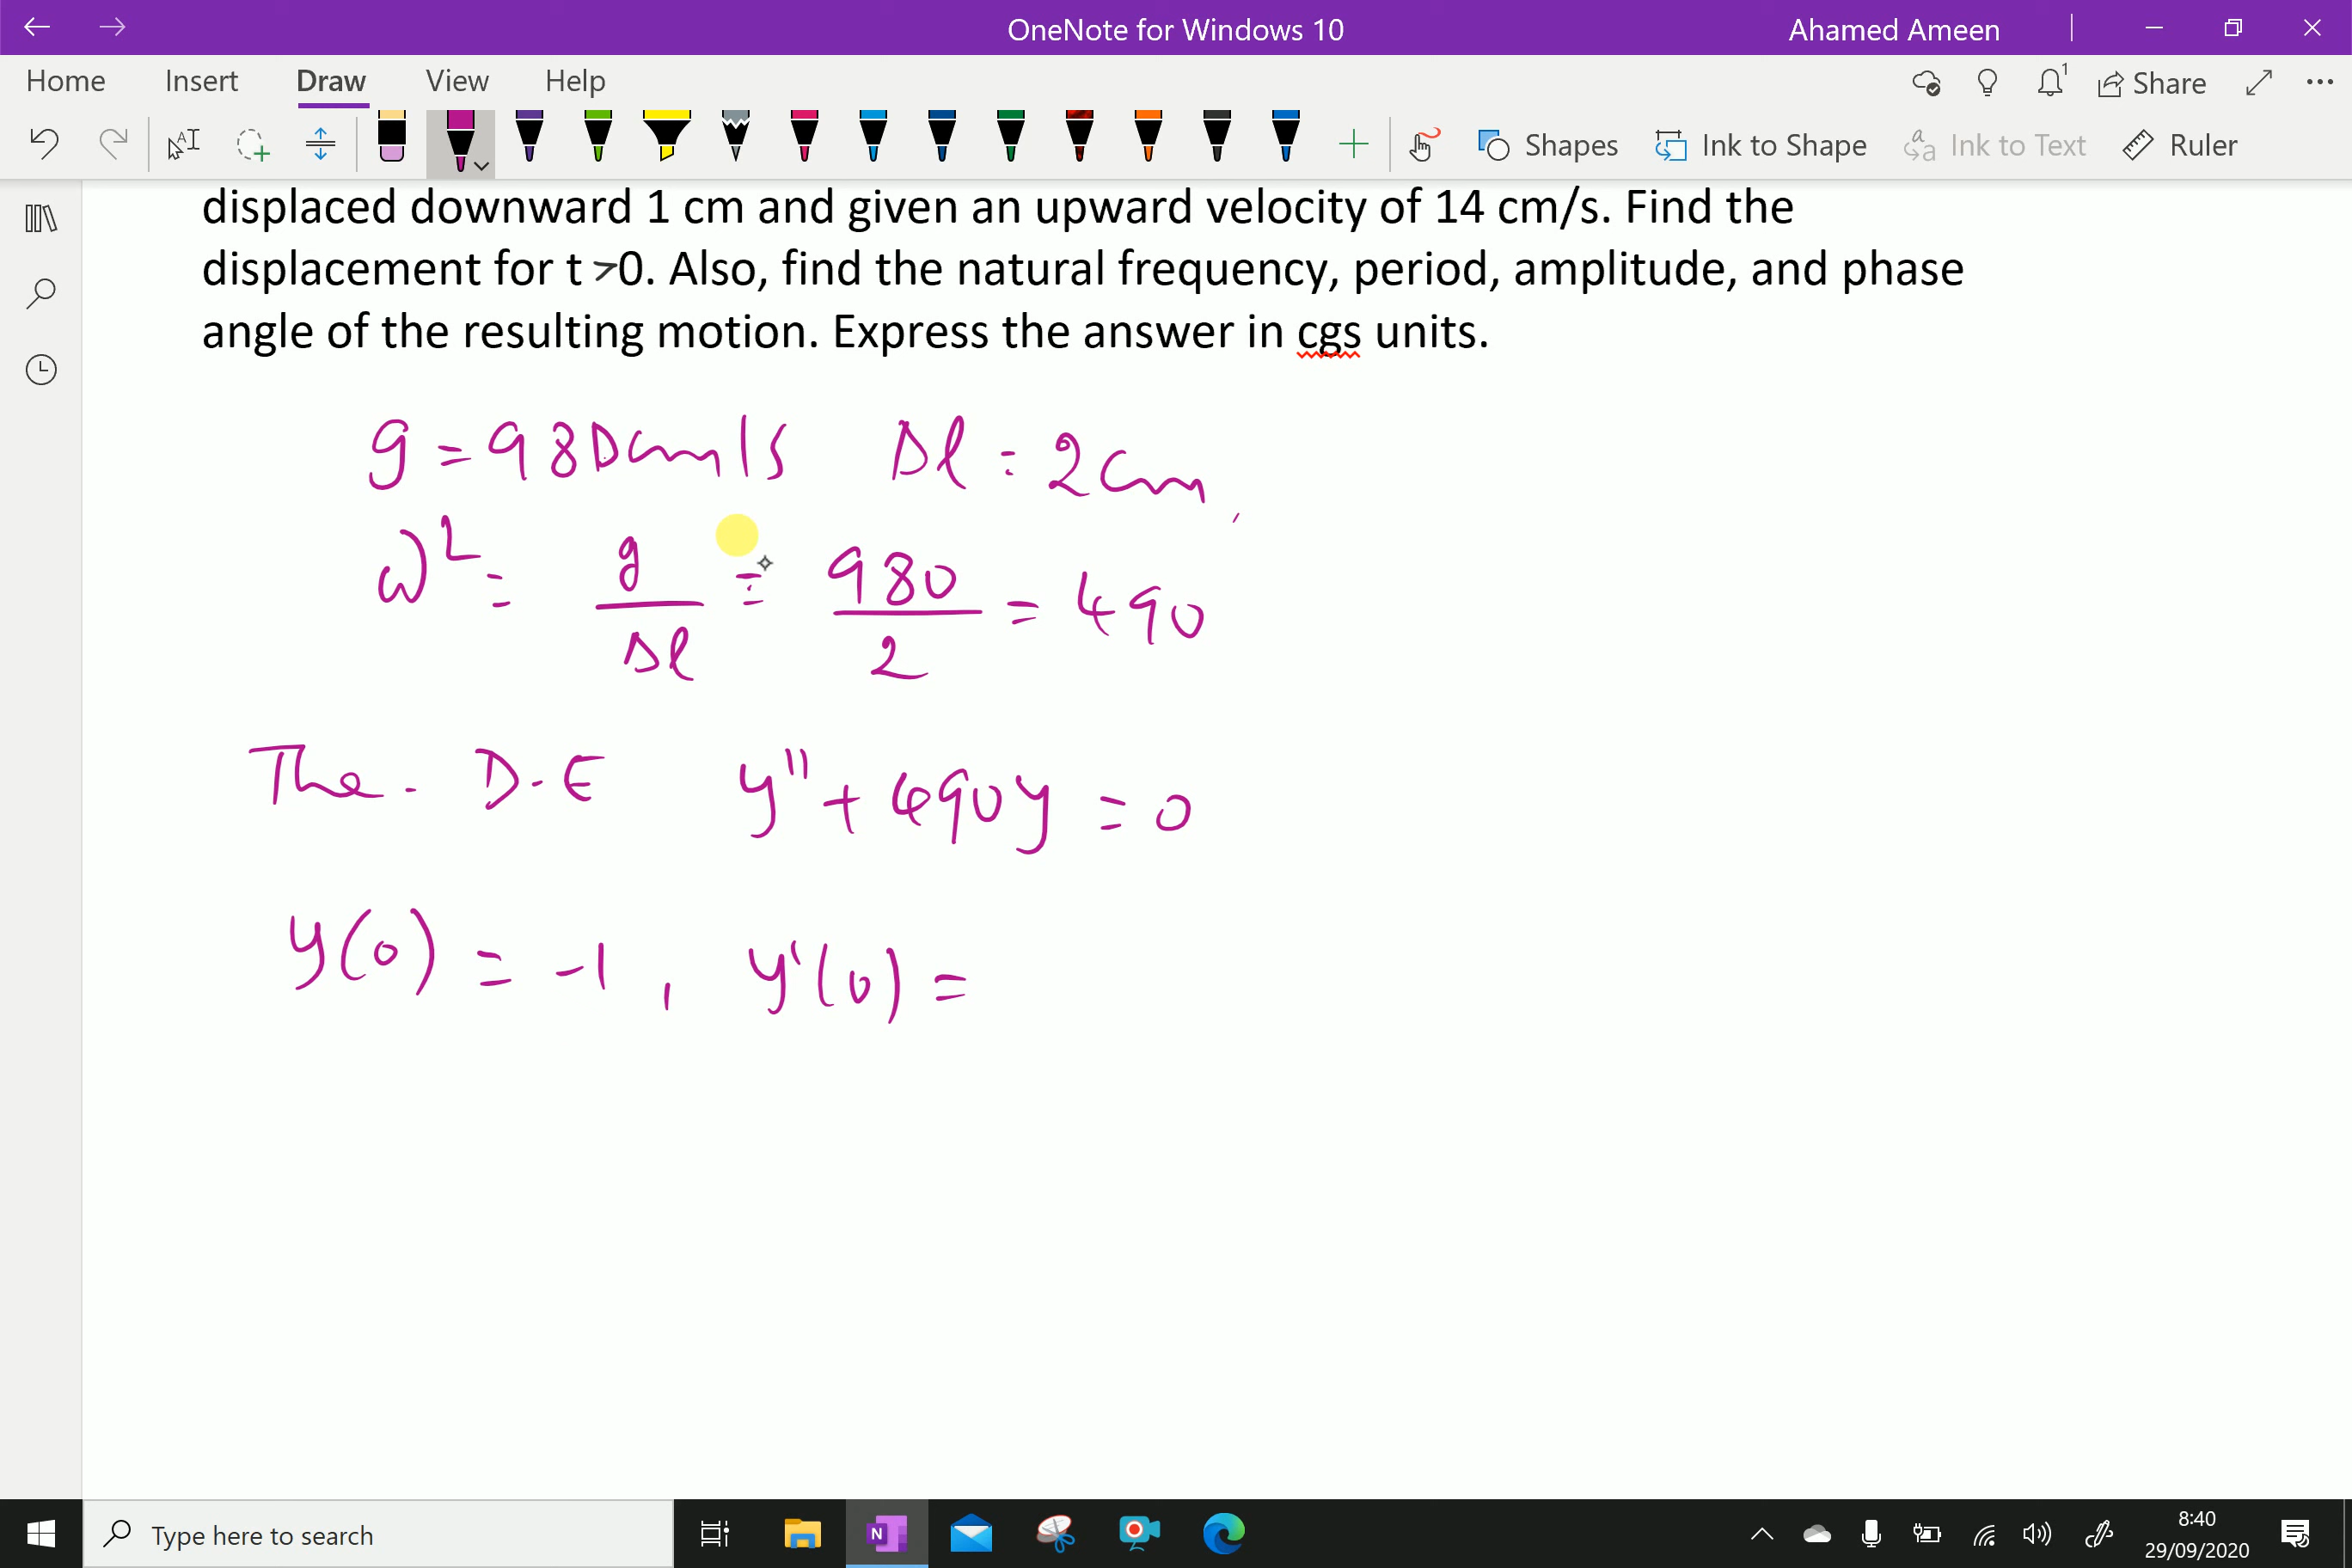 OneNote for Windows 10 Ahamed Ameen
Home Insert Draw View Help 1 Share
Shapes Ink to Shape Ink to Text Ruler
displaced downward 1 cm and given an upward velocity of 14 cm/s. Find the
displacement for t >0. Also, find the natural frequency, period, amplitude, and phase
angle of the resulting motion. Express the answer in cgs units.
g = 980cm/s Δl = 2cm,
ω² = g/Δl = 980/2 = 490
The. D.E y'' + 490y = 0
y(0) = -1, y'(0) =
Type here to search
8:40
29/09/2020